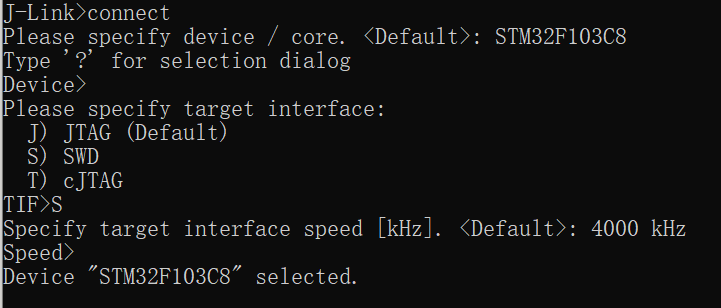 J-Link>connect
Please specify device / core. <Default>: STM32F103C8
Type '?' for selection dialog
Device>
Please specify target interface:
  J) JTAG (Default)
  S) SWD
  T) cJTAG
TIF>S
Specify target interface speed [kHz]. <Default>: 4000 kHz
Speed>
Device "STM32F103C8" selected.